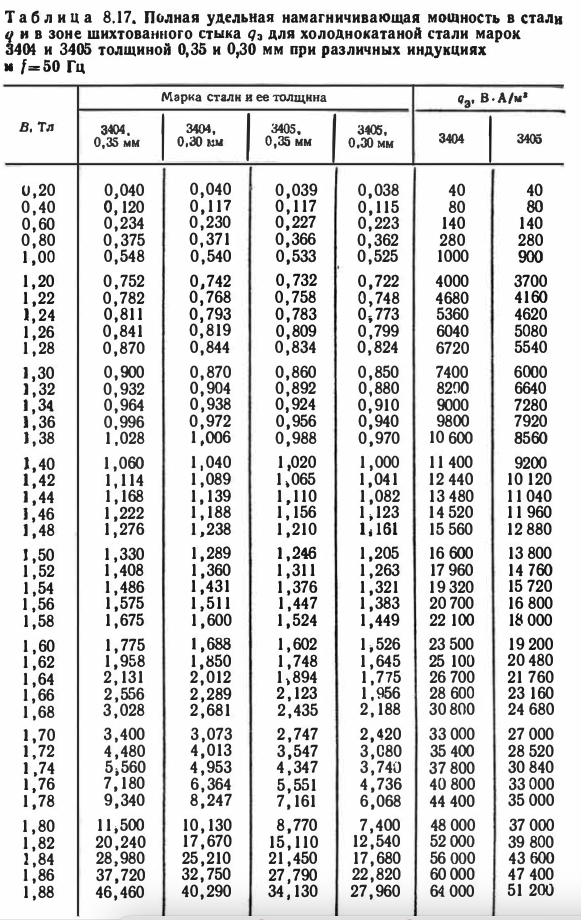 Таблица 8.17. Полная удельная намагничивающая мощность в стали
q и в зоне шихтованного стыка qз для холоднокатаной стали марок
3404 и 3405 толщиной 0,35 и 0,30 мм при различных индукциях
и f=50 Гц
Марка стали и ее толщина qз, В·А/м²
B, Тл 3404, 0,35 мм 3404, 0,30 мм 3405, 0,35 мм 3405, 0,30 мм 3404 3405
0,20 0,040 0,040 0,039 0,038 40 40
0,40 0,120 0,117 0,117 0,115 80 80
0,60 0,234 0,230 0,227 0,223 140 140
0,80 0,375 0,371 0,366 0,362 280 280
1,00 0,548 0,540 0,533 0,525 1000 900
1,20 0,752 0,742 0,732 0,722 4000 3700
1,22 0,782 0,768 0,758 0,748 4680 4160
1,24 0,811 0,793 0,783 0,773 5360 4620
1,26 0,841 0,819 0,809 0,799 6040 5080
1,28 0,870 0,844 0,834 0,824 6720 5540
1,30 0,900 0,870 0,860 0,850 7400 6000
1,32 0,932 0,904 0,892 0,880 8200 6640
1,34 0,964 0,938 0,924 0,910 9000 7280
1,36 0,996 0,972 0,956 0,940 9800 7920
1,38 1,028 1,006 0,988 0,970 10 600 8560
1,40 1,060 1,040 1,020 1,000 11 400 9200
1,42 1,114 1,089 1,065 1,041 12 440 10 120
1,44 1,168 1,139 1,110 1,082 13 480 11 040
1,46 1,222 1,188 1,156 1,123 14 520 11 960
1,48 1,276 1,238 1,210 1,161 15 560 12 880
1,50 1,330 1,289 1,246 1,205 16 600 13 800
1,52 1,408 1,360 1,311 1,263 17 960 14 760
1,54 1,486 1,431 1,376 1,321 19 320 15 720
1,56 1,575 1,511 1,447 1,383 20 700 16 800
1,58 1,675 1,600 1,524 1,449 22 100 18 000
1,60 1,775 1,688 1,602 1,526 23 500 19 200
1,62 1,958 1,850 1,748 1,645 25 100 20 480
1,64 2,131 2,012 1,894 1,775 26 700 21 760
1,66 2,556 2,289 2,123 1,956 28 600 23 160
1,68 3,028 2,681 2,435 2,188 30 800 24 680
1,70 3,400 3,073 2,747 2,420 33 000 27 000
1,72 4,480 4,013 3,547 3,080 35 400 28 520
1,74 5,560 4,953 4,347 3,740 37 800 30 840
1,76 7,180 6,364 5,551 4,736 40 800 33 000
1,78 9,340 8,247 7,161 6,068 44 400 35 000
1,80 11,500 10,130 8,770 7,400 48 000 37 000
1,82 20,240 17,670 15,110 12,540 52 000 39 800
1,84 28,980 25,210 21,450 17,680 56 000 43 600
1,86 37,720 32,750 27,790 22,820 60 000 47 400
1,88 46,460 40,290 34,130 27,960 64 000 51 200